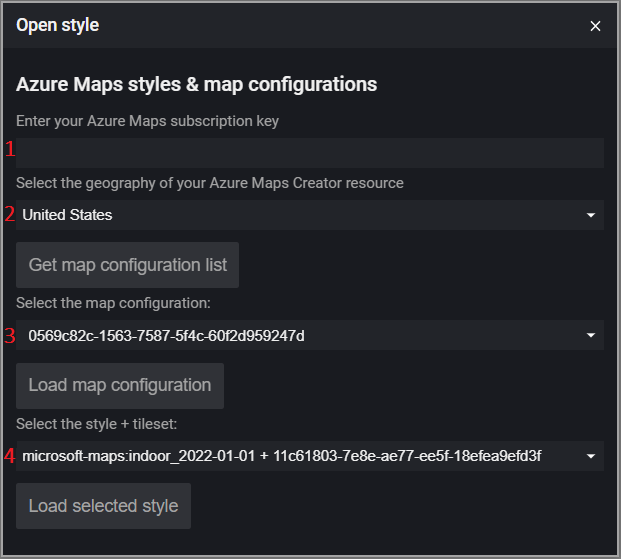 Open style
Azure Maps styles & map configurations
Enter your Azure Maps subscription key
1
Select the geography of your Azure Maps Creator resource
2 United States
Get map configuration list
Select the map configuration:
3 0569c82c-1563-7587-5f4c-60f2d959247d
Load map configuration
Select the style + tileset:
4 microsoft-maps:indoor_2022-01-01 + 11c61803-7e8e-ae77-ee5f-18efea9efd3f
Load selected style